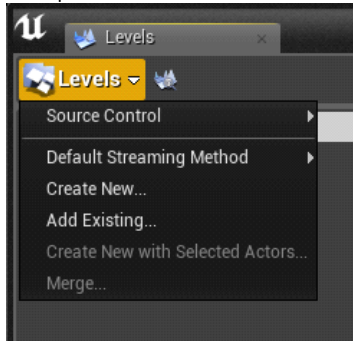 Levels
Levels
Source Control
Default Streaming Method
Create New...
Add Existing...
Create New with Selected Actors...
Merge...